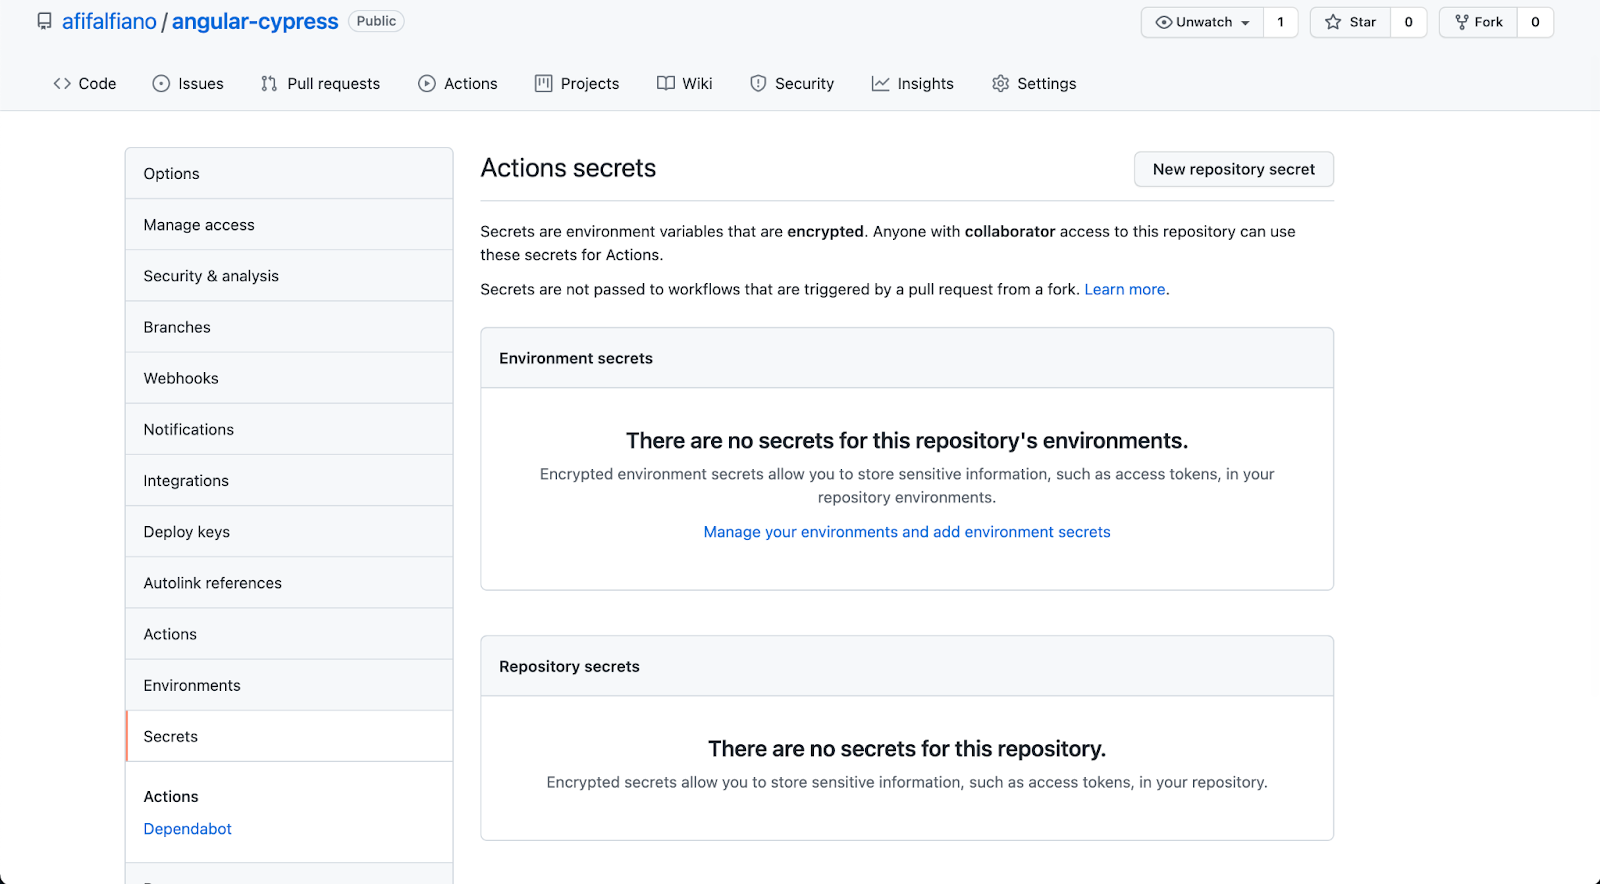 afifalfiano / angular-cypress Public
Unwatch 1 Star 0 Fork 0
Code Issues Pull requests Actions Projects Wiki Security Insights Settings
Options
Manage access
Security & analysis
Branches
Webhooks
Notifications
Integrations
Deploy keys
Autolink references
Actions
Environments
Secrets
Actions
Dependabot
Actions secrets
New repository secret
Secrets are environment variables that are encrypted. Anyone with collaborator access to this repository can use
these secrets for Actions.
Secrets are not passed to workflows that are triggered by a pull request from a fork. Learn more.
Environment secrets
There are no secrets for this repository's environments.
Encrypted environment secrets allow you to store sensitive information, such as access tokens, in your
repository environments.
Manage your environments and add environment secrets
Repository secrets
There are no secrets for this repository.
Encrypted secrets allow you to store sensitive information, such as access tokens, in your repository.